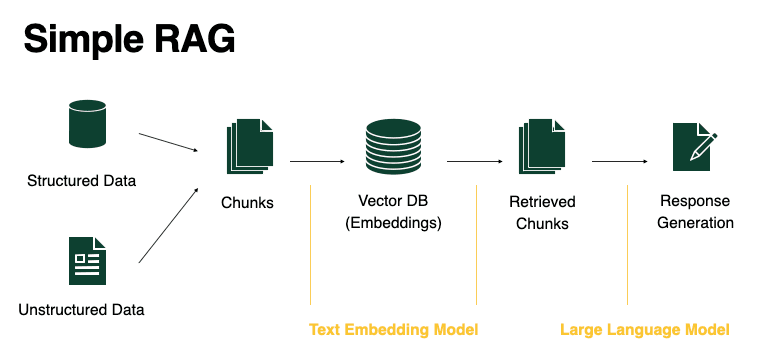 Simple RAG
Structured Data
Unstructured Data
Chunks
Vector DB
(Embeddings)
Retrieved
Chunks
Response
Generation
Text Embedding Model
Large Language Model